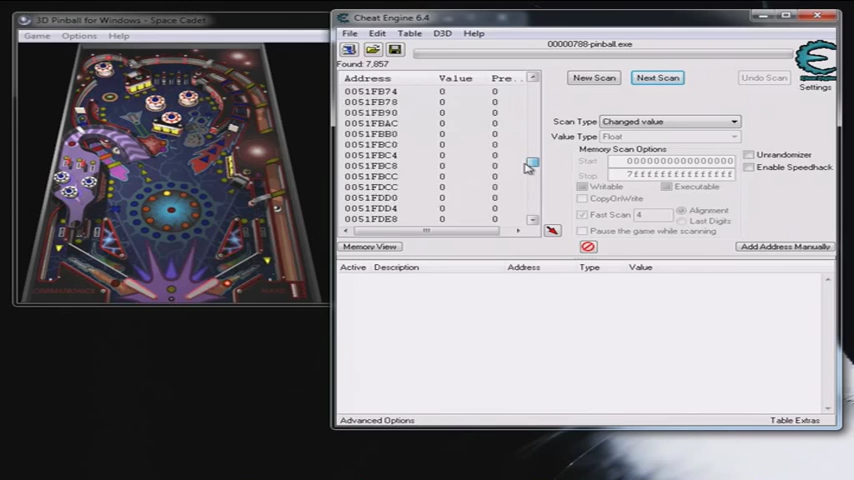 3D Pinball for Windows - Space Cadet
Game Options Help
Cheat Engine 6.4
File Edit Table D3D Help
00000788-pinball.exe
Found: 7,857
Address Value Pre..
0051FB74 0 0
0051FB78 0 0
0051FB90 0 0
0051FBAC 0 0
0051FBB0 0 0
0051FBC0 0 0
0051FBC4 0 0
0051FBC8 0 0
0051FBCC 0 0
0051FDCC 0 0
0051FDD0 0 0
0051FDD4 0 0
0051FDE8 0 0
New Scan Next Scan Undo Scan
Settings
Scan Type Changed value
Value Type Float
Memory Scan Options
Start 0000000000000000
Stop 7fffffffffffffff
Writable Executable
CopyOnWrite
Fast Scan 4 Alignment
Last Digits
Pause the game while scanning
Unrandomizer
Enable Speedhack
Memory View Add Address Manually
Active Description Address Type Value
Advanced Options Table Extras